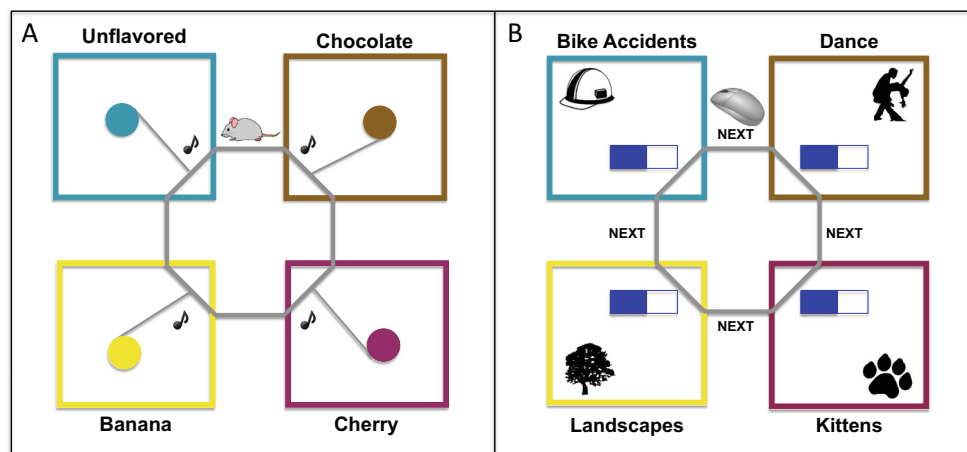 A
Unflavored
Chocolate
Banana
Cherry
B
Bike Accidents
Dance
NEXT
NEXT
NEXT
NEXT
Landscapes
Kittens